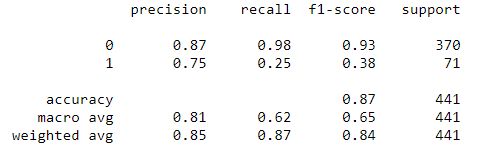 precision recall f1-score support
0 0.87 0.98 0.93 370
1 0.75 0.25 0.38 71
accuracy 0.87 441
macro avg 0.81 0.62 0.65 441
weighted avg 0.85 0.87 0.84 441